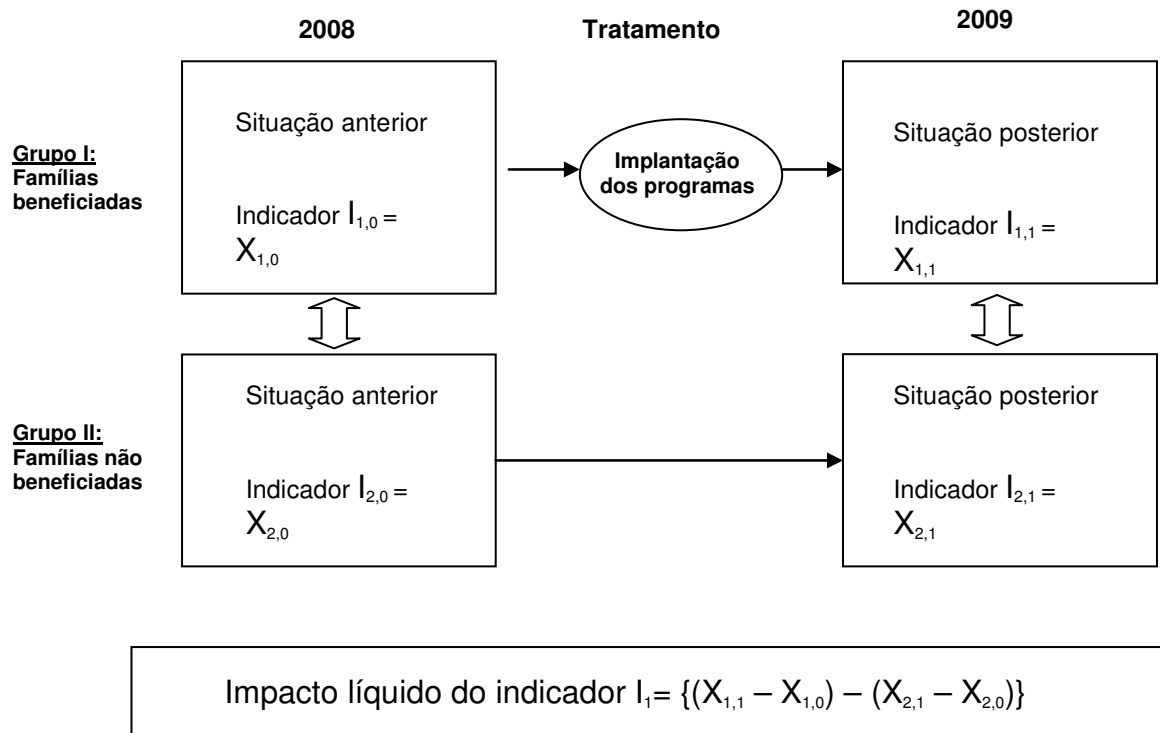 2008 Tratamento 2009
Grupo I:
Famílias
beneficiadas
Situação anterior
Indicador I1,0 =
X1,0
Implantação
dos programas
Situação posterior
Indicador I1,1 =
X1,1
Grupo II:
Famílias não
beneficiadas
Situação anterior
Indicador I2,0 =
X2,0
Situação posterior
Indicador I2,1 =
X2,1
Impacto líquido do indicador I1= {(X1,1 – X1,0) – (X2,1 – X2,0)}